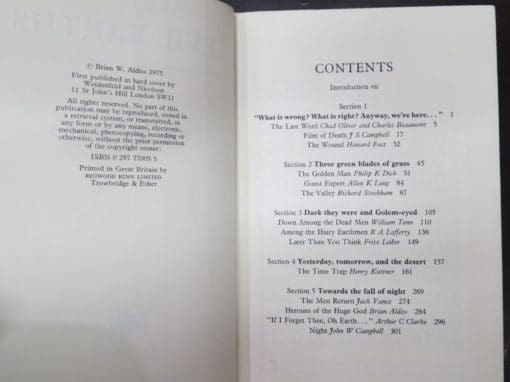 © Brian W. Aldiss 1975
First published in hard cover by
Weidenfeld and Nicolson
11 St John's Hill London SW11
All rights reserved. No part of this
publication may be reproduced, stored in
a retrieval system, or transmitted, in
any form or by any means, electronic,
mechanical, photocopying, recording or
otherwise, without the prior permission
of the copyright owner:
ISBN 0 297 77005 5
Printed in Great Britain by
REDWOOD BURN LIMITED
Trowbridge & Esher
CONTENTS
Introduction vii
Section 1
"What is wrong? What is right? Anyway, we're here..." 1
The Last Word Chad Oliver and Charles Beaumont 5
Film of Death J S Campbell 17
The Wound Howard Fast 32
Section 2 Three green blades of grass 45
The Golden Man Philip K Dick 51
Guest Expert Allen K Lang 84
The Valley Richard Stockham 87
Section 3 Dark they were and Golem-eyed 105
Down Among the Dead Men William Tenn 110
Among the Hairy Earthmen R A Lafferty 136
Later Than You Think Fritz Leiber 149
Section 4 Yesterday, tomorrow, and the desert 157
The Time Trap Henry Kuttner 161
Section 5 Towards the fall of night 269
The Men Return Jack Vance 274
Heresies of the Huge God Brian Aldiss 284
"If I Forget Thee, Oh Earth..." Arthur C Clarke 296
Night John W Campbell 301